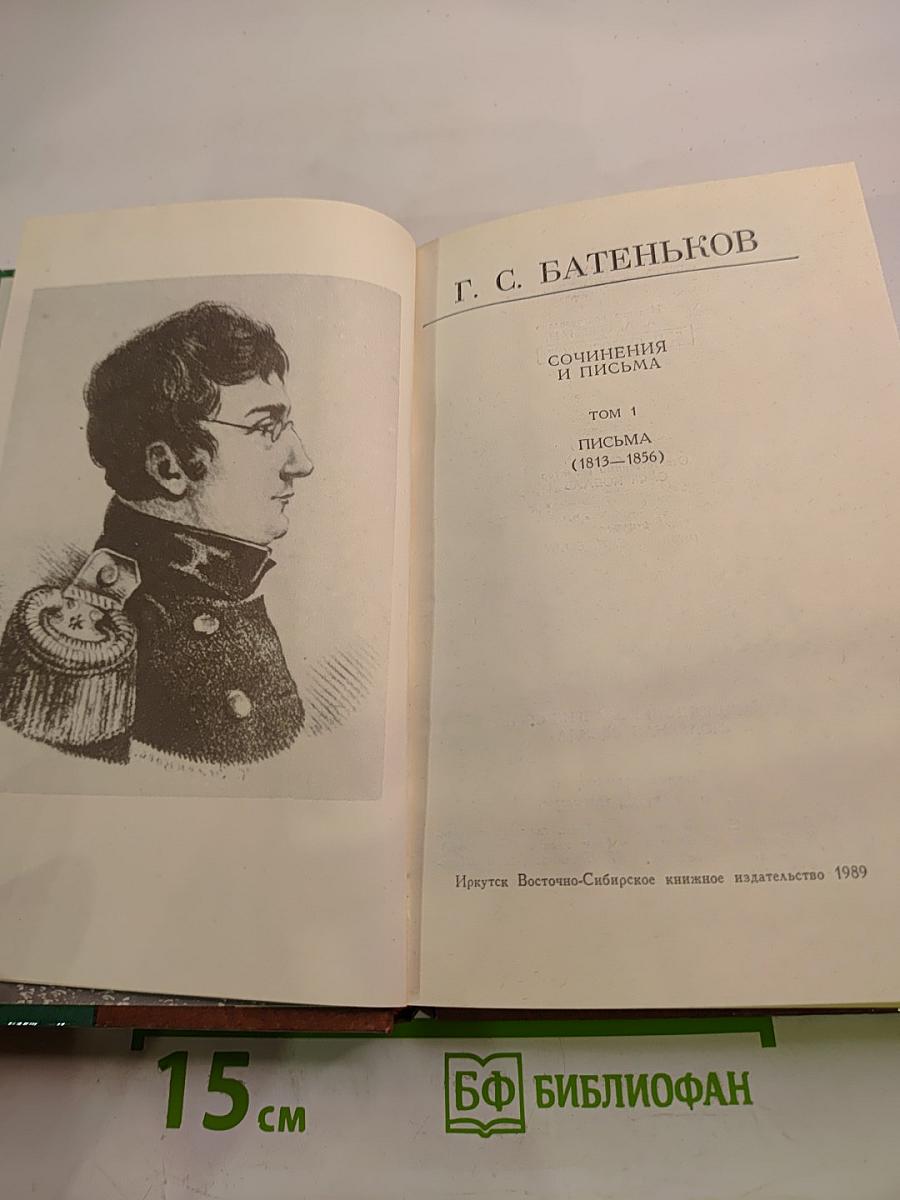 Г. С. БАТЕНЬКОВ
СОЧИНЕНИЯ
И ПИСЬМА
ТОМ 1
ПИСЬМА
(1813—1856)
Иркутск Восточно-Сибирское книжное издательство 1989
15 см
БФ БИБЛИОФАН